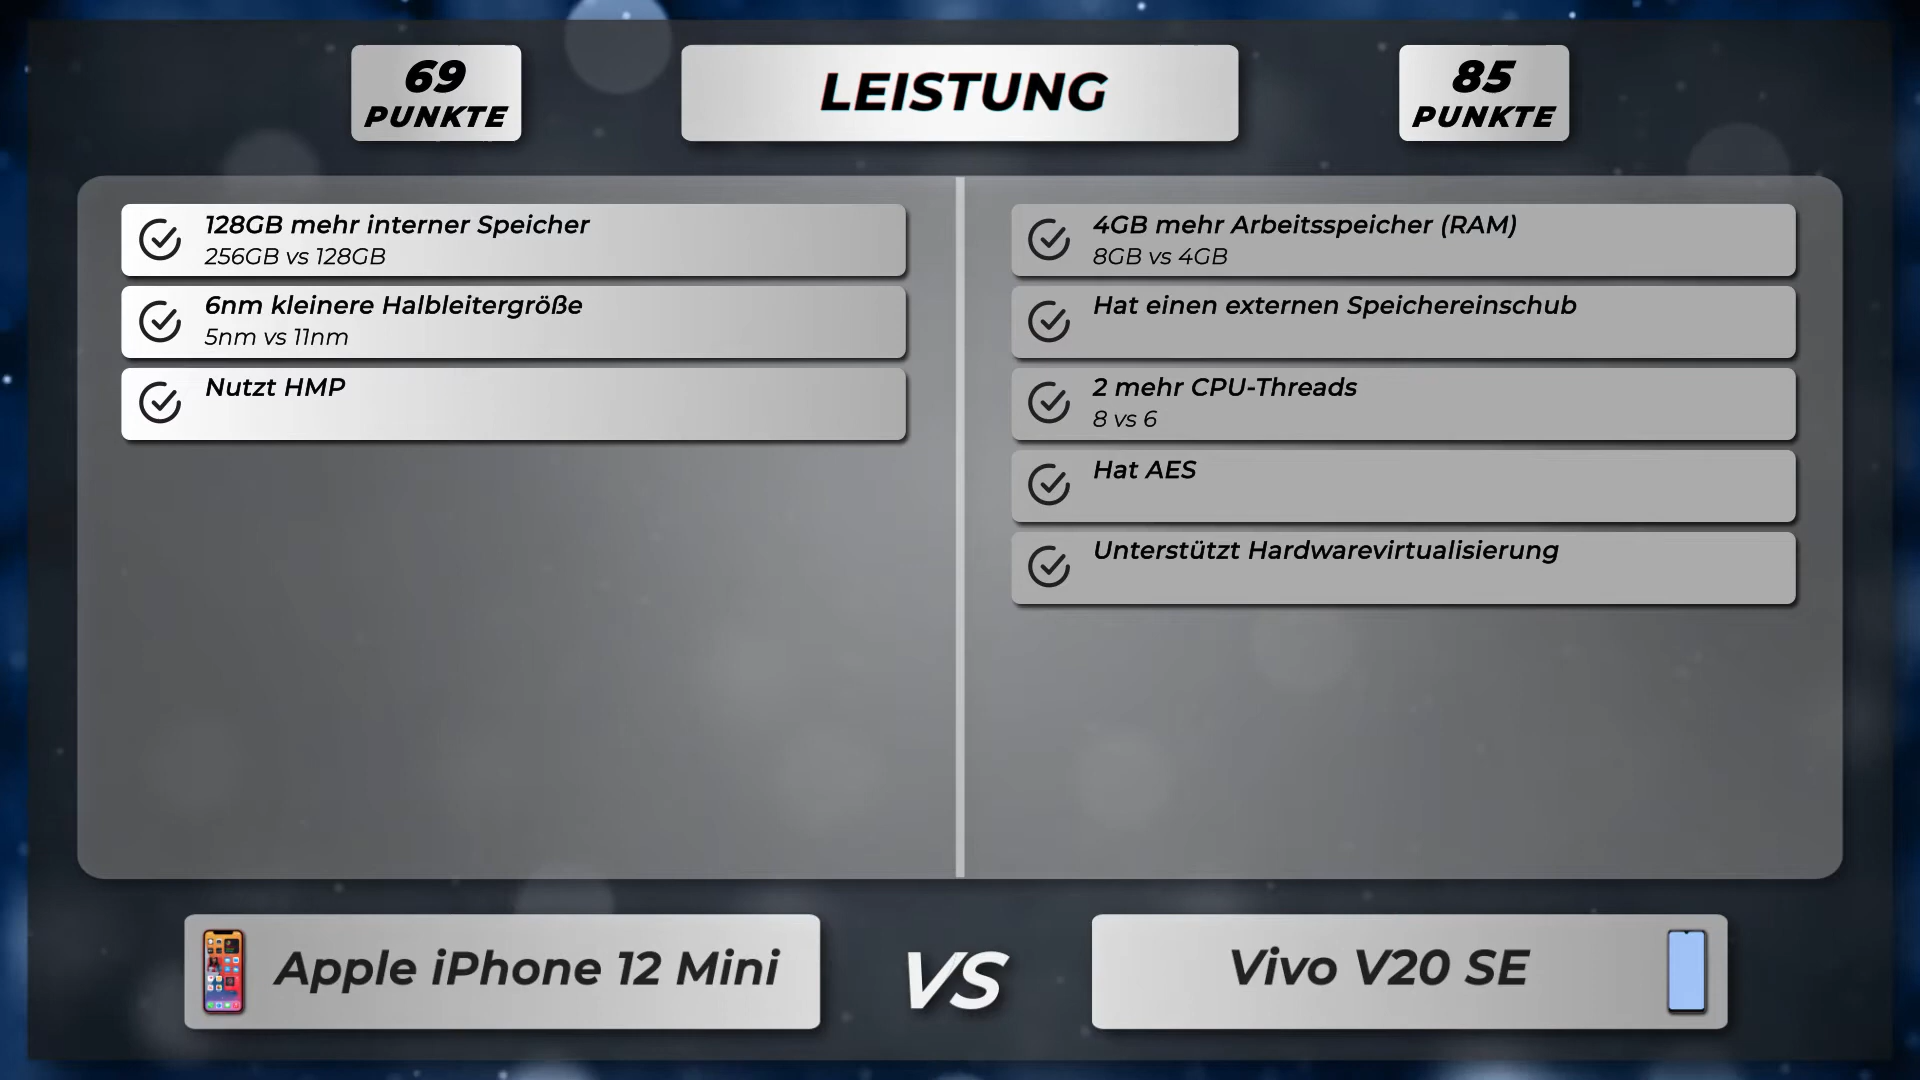 69
PUNKTE
LEISTUNG
85
PUNKTE
128GB mehr interner Speicher
256GB vs 128GB
6nm kleinere Halbleitergröße
5nm vs 11nm
Nutzt HMP
4GB mehr Arbeitsspeicher (RAM)
8GB vs 4GB
Hat einen externen Speichereinschub
2 mehr CPU-Threads
8 vs 6
Hat AES
Unterstützt Hardwarevirtualisierung
Apple iPhone 12 Mini
VS
Vivo V20 SE